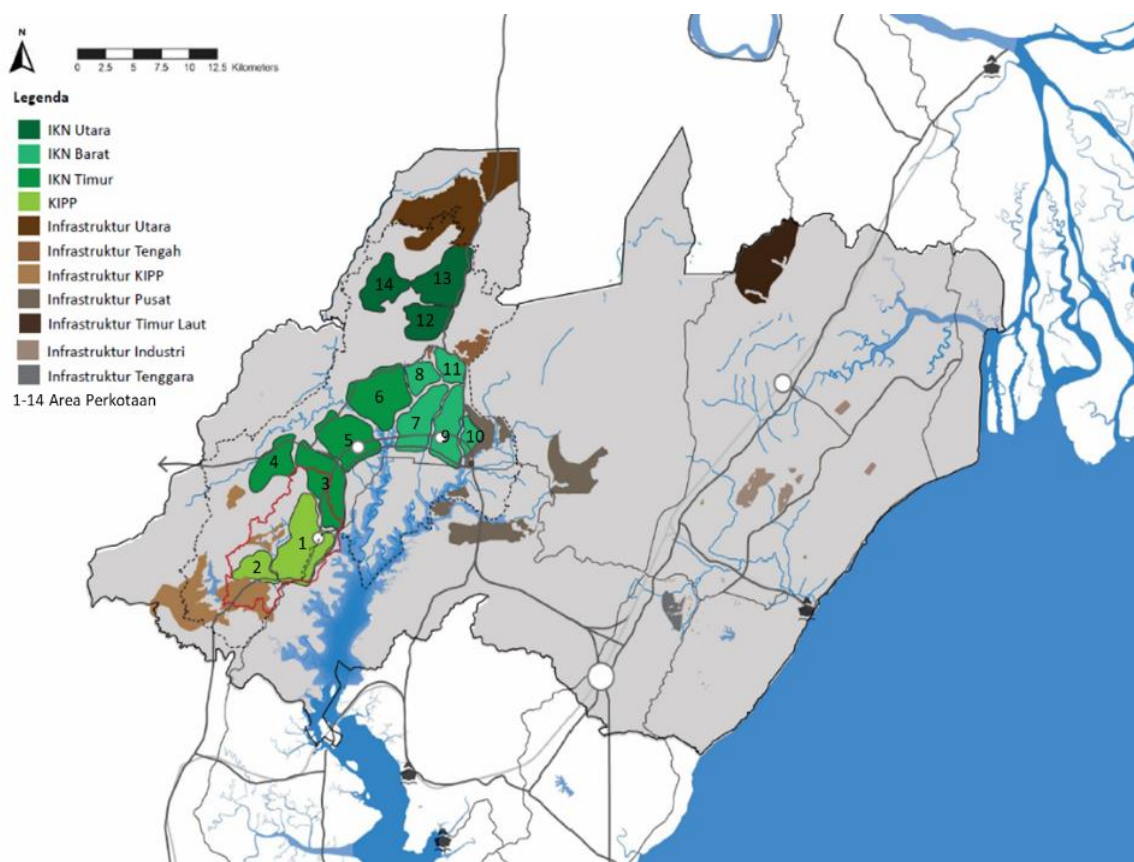 N
0 2.5 5 7.5 10 12.5 Kilometers
Legenda
IKN Utara
IKN Barat
IKN Timur
KIPP
Infrastruktur Utara
Infrastruktur Tengah
Infrastruktur KIPP
Infrastruktur Pusat
Infrastruktur Timur Laut
Infrastruktur Industri
Infrastruktur Tenggara
1-14 Area Perkotaan
14
13
12
11
8
6
7
9
10
5
4
3
1
2